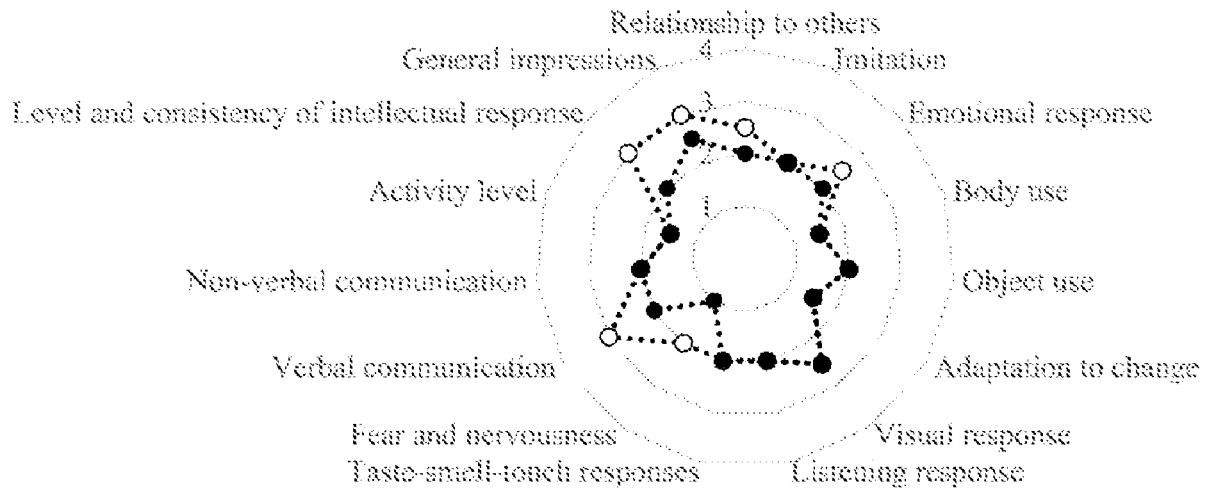 Relationship to others
4
General impressions
Imitation
3
Level and consistency of intellectual response
Emotional response
2
Activity level
1
Body use
Non-verbal communication
Object use
Verbal communication
Adaptation to change
Fear and nervousness
Visual response
Taste-smell-touch responses
Listening response